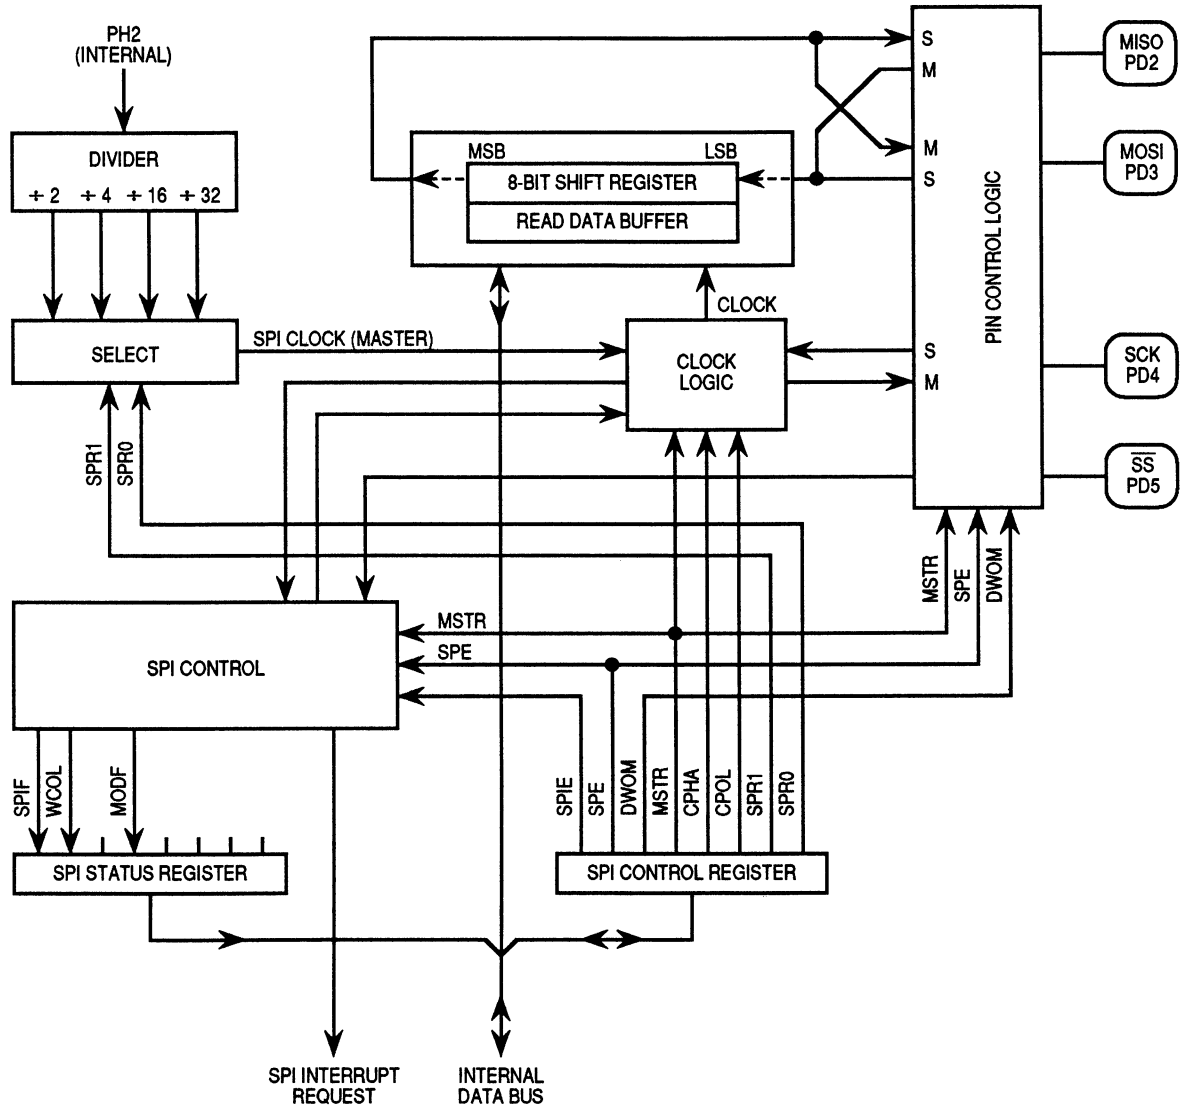 PH2
(INTERNAL)
DIVIDER
÷ 2 ÷ 4 ÷ 16 ÷ 32
SELECT
SPI CLOCK (MASTER)
SPR1
SPR0
MSB LSB
8-BIT SHIFT REGISTER
READ DATA BUFFER
CLOCK
CLOCK
LOGIC
S
M
M
S
S
M
PIN CONTROL LOGIC
MISO
PD2
MOSI
PD3
SCK
PD4
SS
PD5
MSTR
SPE
DWOM
MSTR
SPE
SPI CONTROL
SPIF
WCOL
MODF
SPI STATUS REGISTER
SPIE
SPE
DWOM
MSTR
CPHA
CPOL
SPR1
SPR0
SPI CONTROL REGISTER
SPI INTERRUPT
REQUEST
INTERNAL
DATA BUS